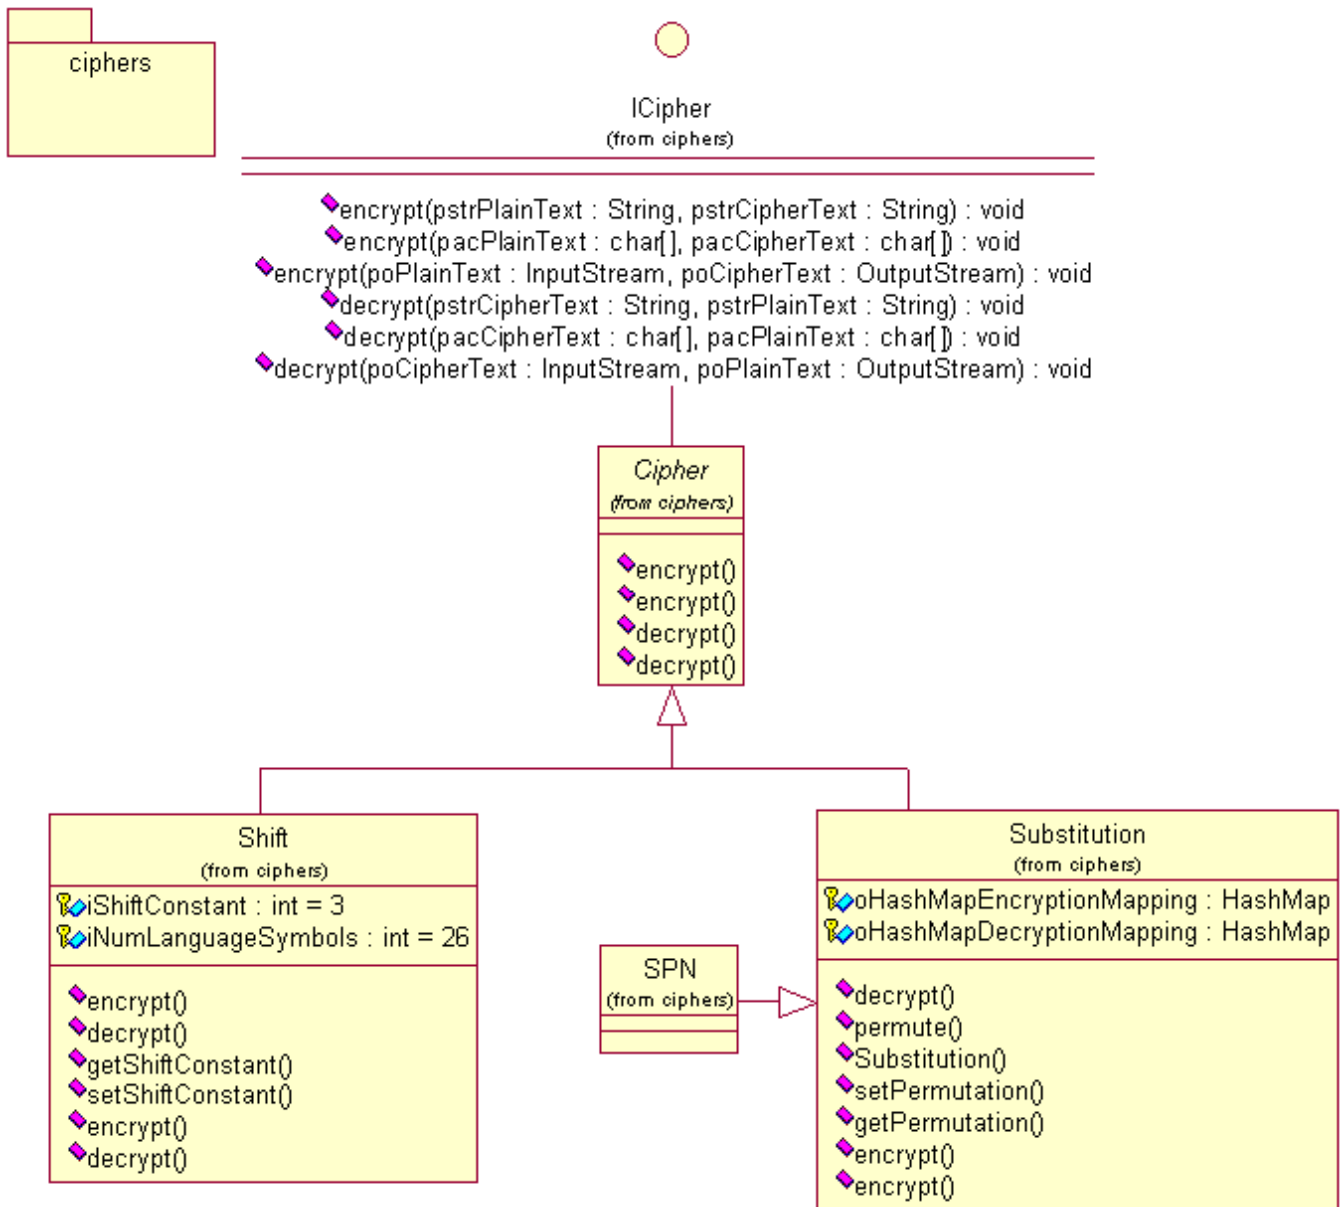 ciphers
ICipher
(from ciphers)
encrypt(pstrPlainText : String, pstrCipherText : String) : void
encrypt(pacPlainText : char[], pacCipherText : char[]) : void
encrypt(poPlainText : InputStream, poCipherText : OutputStream) : void
decrypt(pstrCipherText : String, pstrPlainText : String) : void
decrypt(pacCipherText : char[], pacPlainText : char[]) : void
decrypt(poCipherText : InputStream, poPlainText : OutputStream) : void
Cipher
(from ciphers)
encrypt()
encrypt()
decrypt()
decrypt()
Shift
(from ciphers)
iShiftConstant : int = 3
iNumLanguageSymbols : int = 26
encrypt()
decrypt()
getShiftConstant()
setShiftConstant()
encrypt()
decrypt()
SPN
(from ciphers)
Substitution
(from ciphers)
oHashMapEncryptionMapping : HashMap
oHashMapDecryptionMapping : HashMap
decrypt()
permute()
Substitution()
setPermutation()
getPermutation()
encrypt()
encrypt()